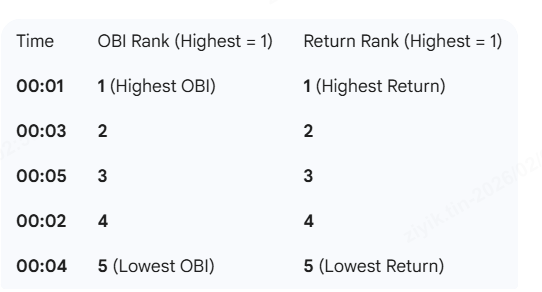 Time OBI Rank (Highest = 1) Return Rank (Highest = 1)
00:01 1 (Highest OBI) 1 (Highest Return)
00:03 2 2
00:05 3 3
00:02 4 4
00:04 5 (Lowest OBI) 5 (Lowest Return)